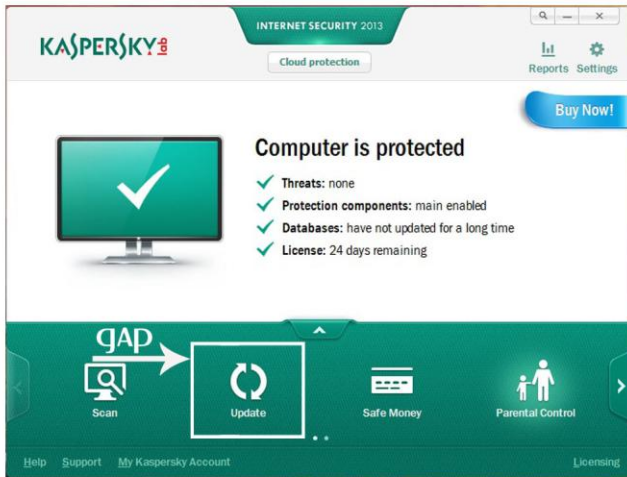 KASPERSKY lab
INTERNET SECURITY 2013
Cloud protection
Reports Settings
Buy Now!
Computer is protected
Threats: none
Protection components: main enabled
Databases: have not updated for a long time
License: 24 days remaining
gAP
Scan
Update
Safe Money
Parental Control
Help Support My Kaspersky Account
Licensing